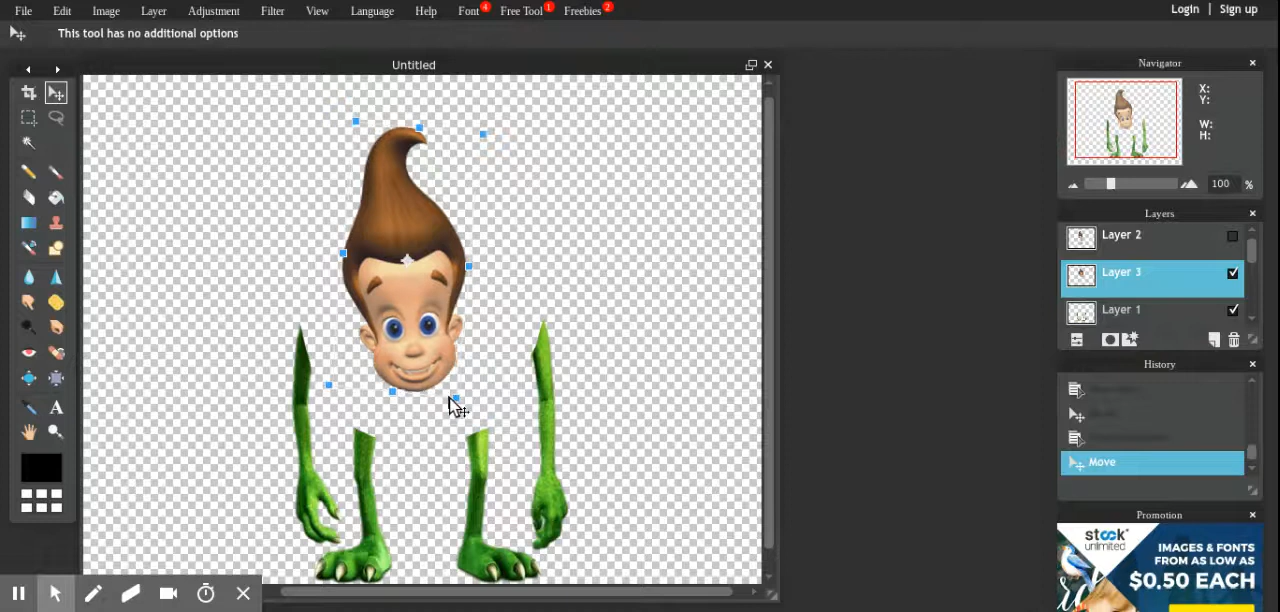 File Edit Image Layer Adjustment Filter View Language Help Font 4 Free Tool 1 Freebies 2 Login | Sign up
This tool has no additional options
Untitled
Navigator
X:
Y:
W:
H:
100 %
Layers
Layer 2
Layer 3
Layer 1
History
Move
Promotion
stock
unlimited
IMAGES & FONTS
FROM AS LOW AS
$0.50 EACH
A